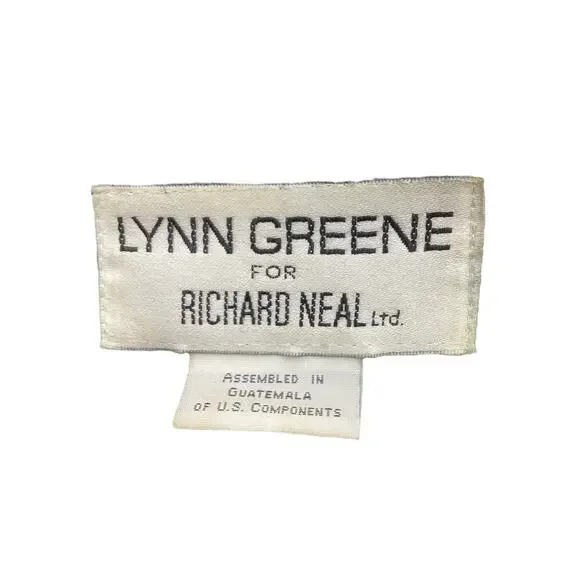 LYNN GREENE
FOR
RICHARD NEAL Ltd.
ASSEMBLED IN
GUATEMALA
OF U.S. COMPONENTS